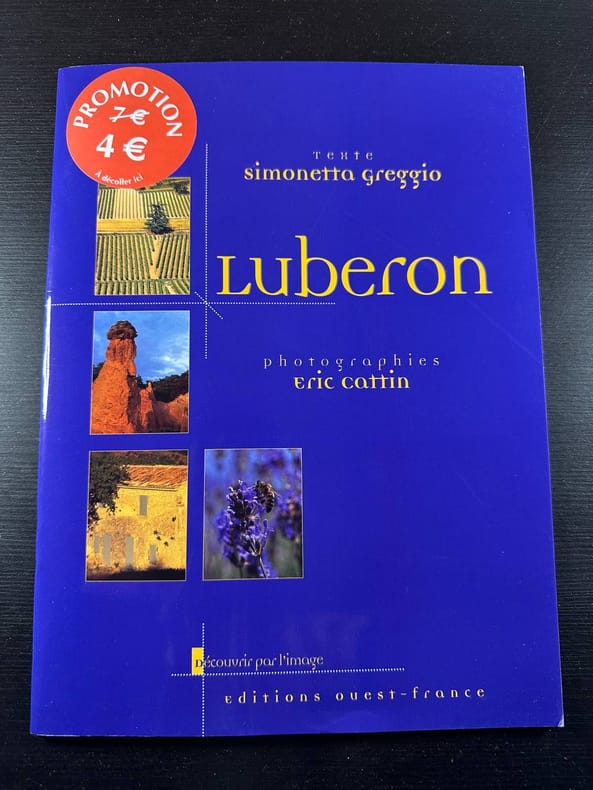 PROMOTION
7€
4 €
À décoller ici
Texte
simonetta greggio
Luberon
photographies
Eric Cattin
Découvrir par l'image
Editions ouest-france